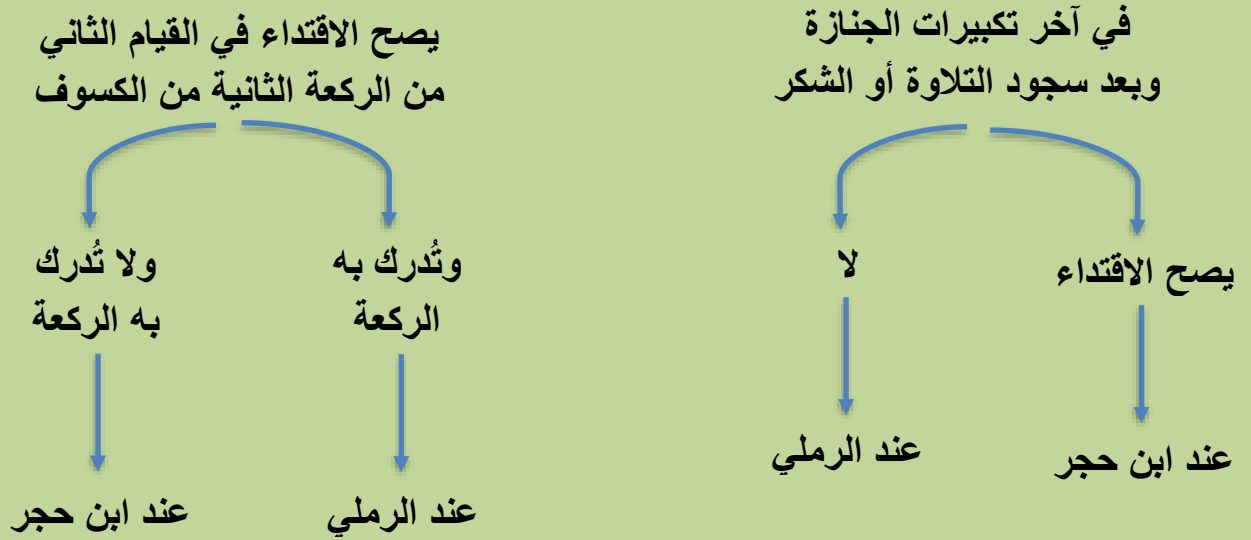 في آخر تكبيرات الجنازة
وبعد سجود التلاوة أو الشكر
يصح الاقتداء
لا
عند ابن حجر
عند الرملي
يصح الاقتداء في القيام الثاني
من الركعة الثانية من الكسوف
وتُدرك به
الركعة
ولا تُدرك
به الركعة
عند الرملي
عند ابن حجر